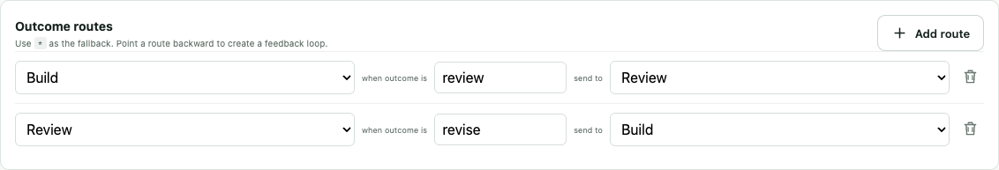 Outcome routes
Use * as the fallback. Point a route backward to create a feedback loop.
+ Add route
Build when outcome is review send to Review
Review when outcome is revise send to Build